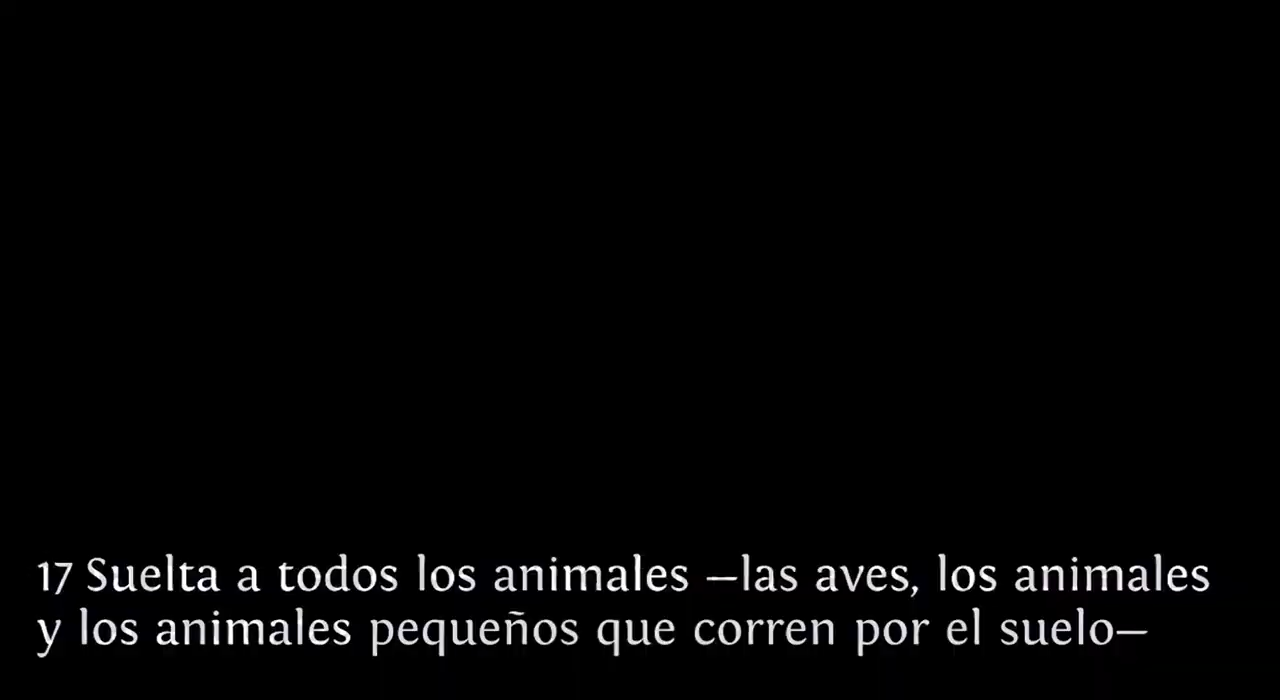 17 Suelta a todos los animales —las aves, los animales
y los animales pequeños que corren por el suelo—